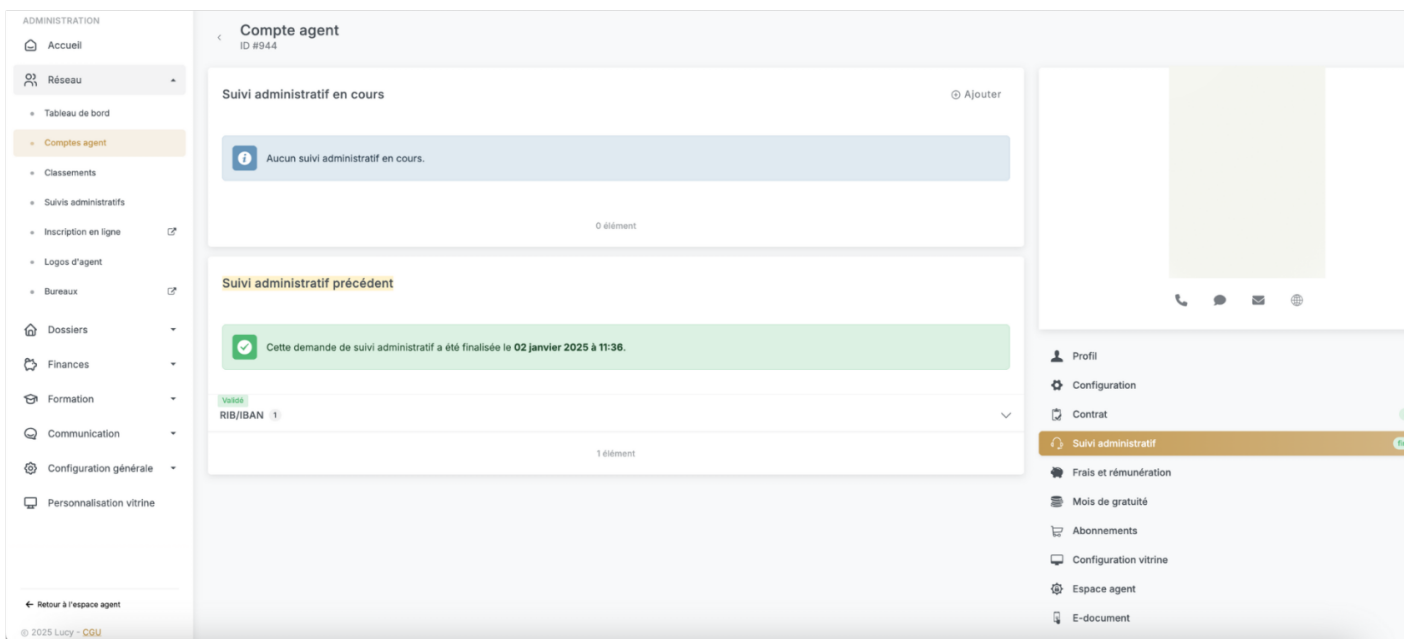 ADMINISTRATION
Accueil
Réseau
Tableau de bord
Comptes agent
Classements
Suivis administratifs
Inscription en ligne
Logos d'agent
Bureaux
Dossiers
Finances
Formation
Communication
Configuration générale
Personnalisation vitrine
Retour à l'espace agent
© 2025 Lucy - CGU
Compte agent
ID #944
Suivi administratif en cours
Ajouter
Aucun suivi administratif en cours.
0 élément
Suivi administratif précédent
Cette demande de suivi administratif a été finalisée le 02 janvier 2025 à 11:36.
Validé
RIB/IBAN 1
1 élément
Profil
Configuration
Contrat
Suivi administratif
Frais et rémunération
Mois de gratuité
Abonnements
Configuration vitrine
Espace agent
E-document